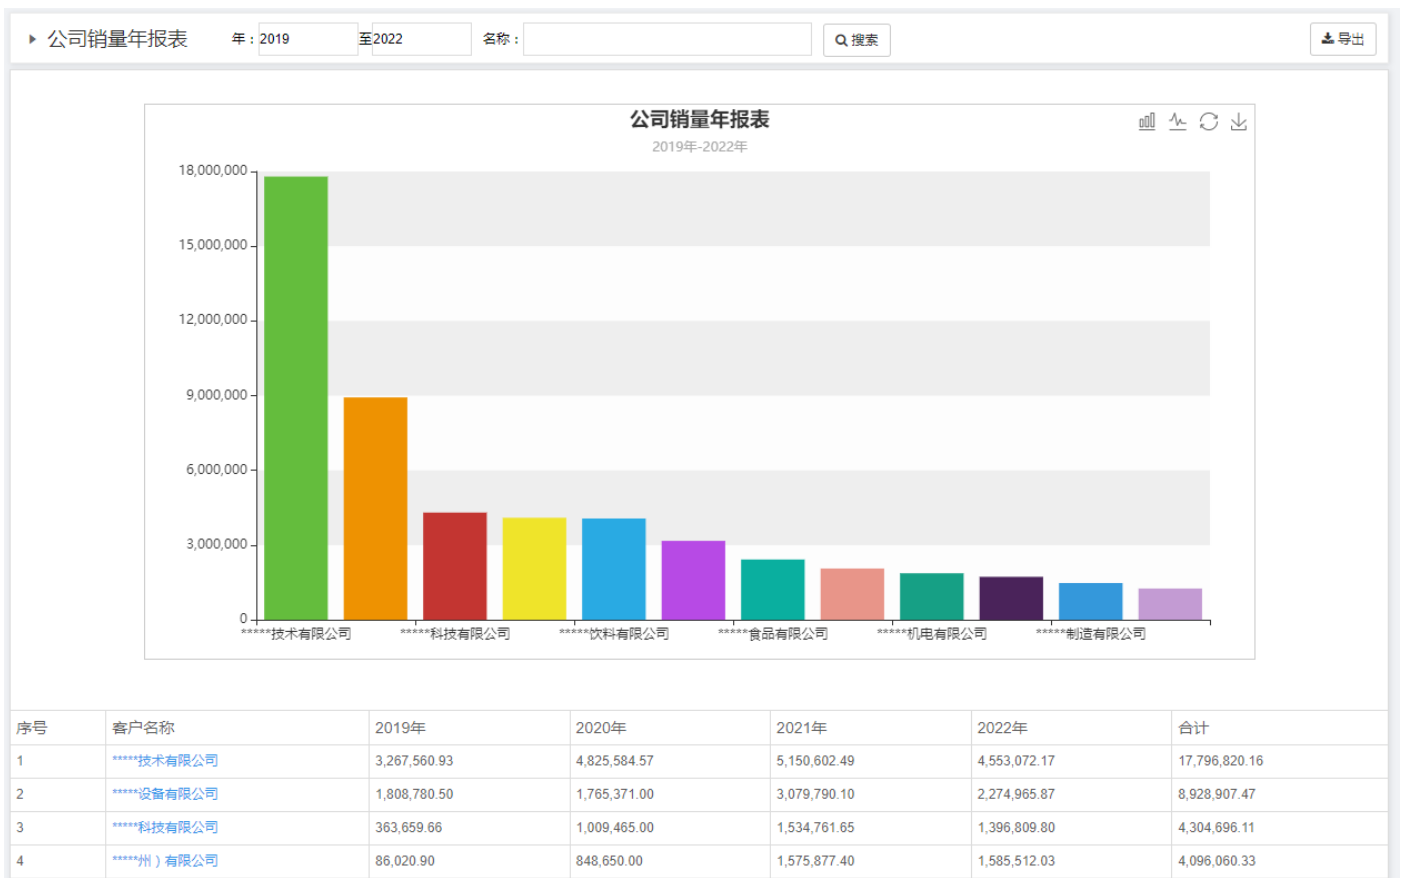 公司销量年报表 年：2019 至2022 名称： 搜索 导出
公司销量年报表
2019年-2022年
18,000,000
15,000,000
12,000,000
9,000,000
6,000,000
3,000,000
0
*****技术有限公司 *****科技有限公司 *****饮料有限公司 *****食品有限公司 *****机电有限公司 *****制造有限公司
序号 客户名称 2019年 2020年 2021年 2022年 合计
1 *****技术有限公司 3,267,560.93 4,825,584.57 5,150,602.49 4,553,072.17 17,796,820.16
2 *****设备有限公司 1,808,780.50 1,765,371.00 3,079,790.10 2,274,965.87 8,928,907.47
3 *****科技有限公司 363,659.66 1,009,465.00 1,534,761.65 1,396,809.80 4,304,696.11
4 *****州）有限公司 86,020.90 848,650.00 1,575,877.40 1,585,512.03 4,096,060.33